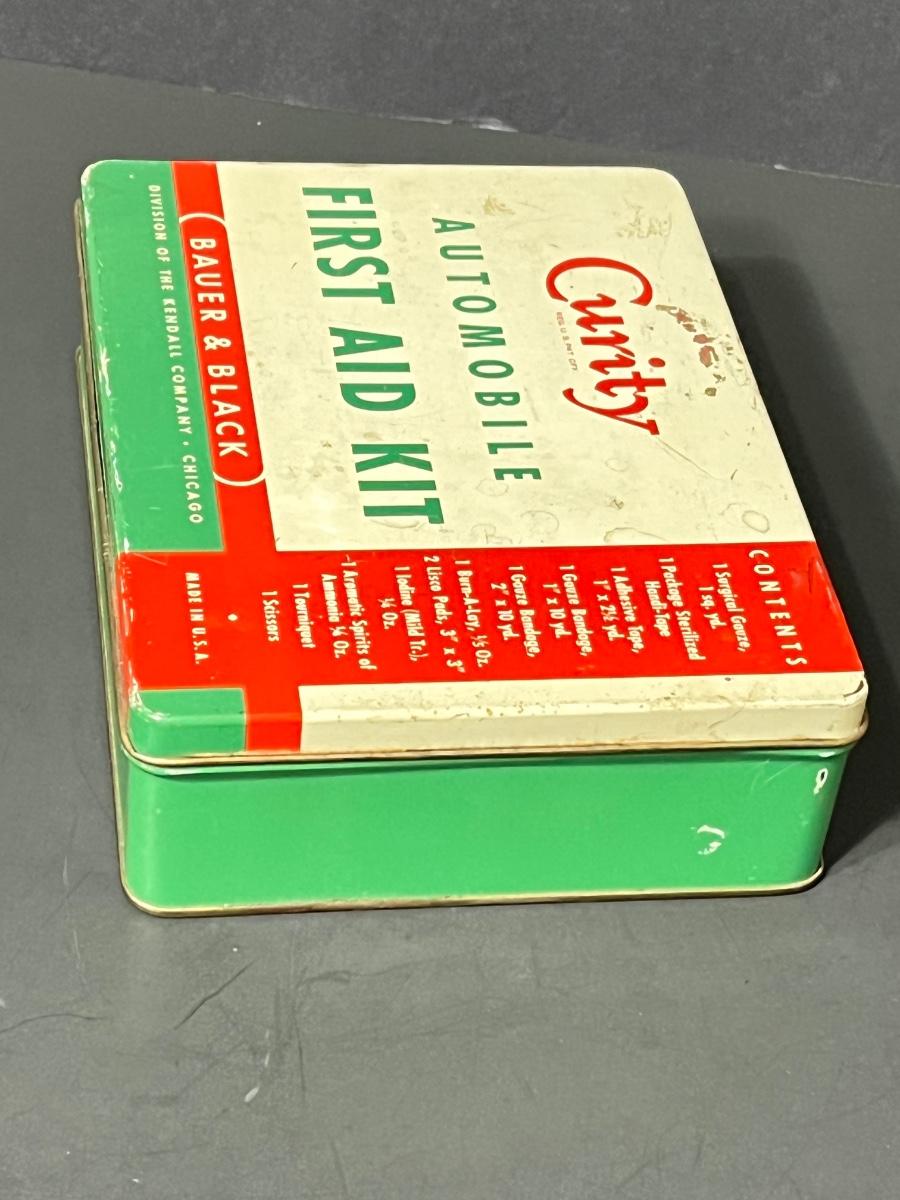 Curity
REG. U.S. PAT. OFF.
AUTOMOBILE
FIRST AID KIT
BAUER & BLACK
DIVISION OF THE KENDALL COMPANY • CHICAGO
CONTENTS
1 Surgical Gauze,
1 sq. yd.
1 Package Sterilized
Handi-Tape
1 Adhesive Tape,
1" x 2½ yd.
1 Gauze Bandage,
1" x 10 yd.
1 Gauze Bandage,
2" x 10 yd.
1 Burn-A-Lay, ½ Oz.
2 Lisco Pads, 3" x 3"
1 Iodine (Mild Tr.),
¼ Oz.
1 Aromatic Spirits of
Ammonia ¼ Oz.
1 Tourniquet
1 Scissors
MADE IN U.S.A.